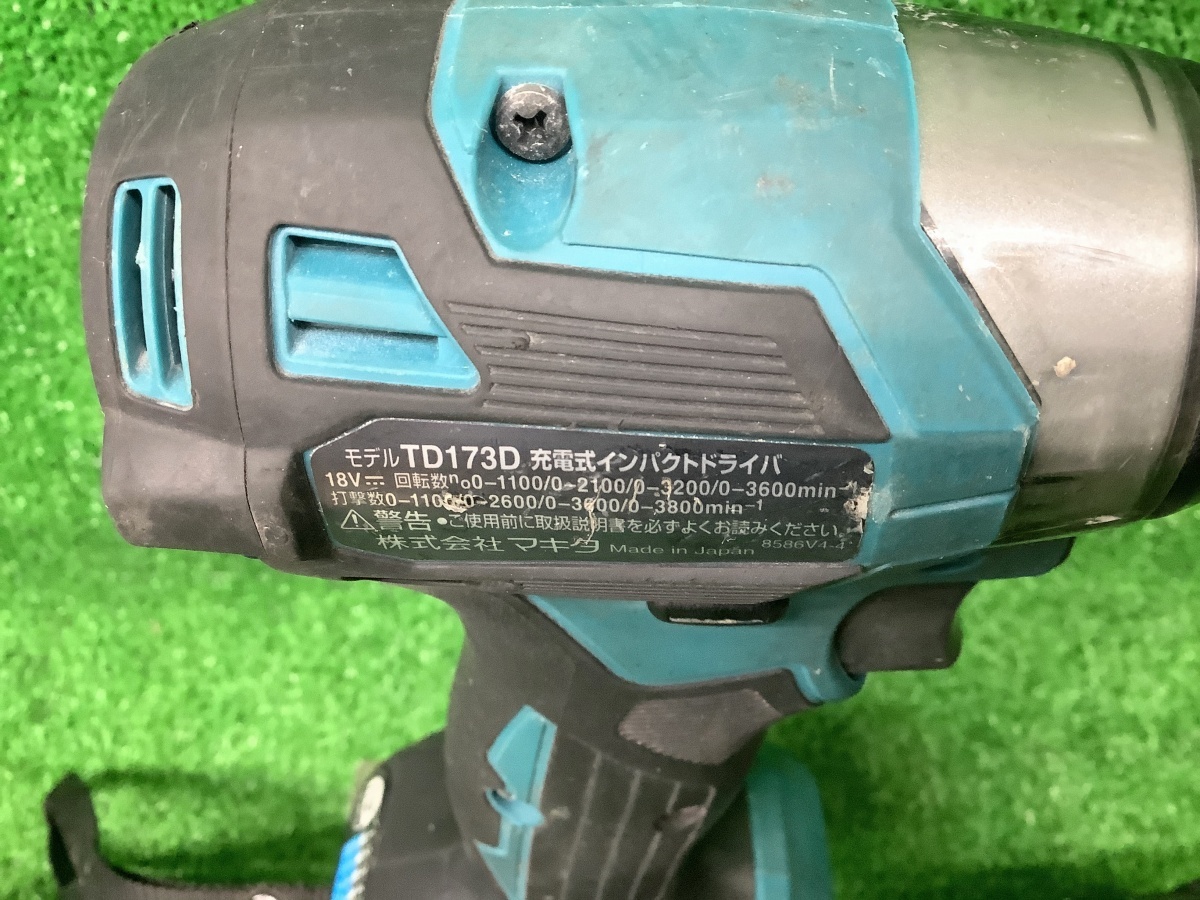 モデルTD173D 充電式インパクトドライバ
18V⎓ 回転数n₀0-1100/0-2100/0-3200/0-3600min⁻¹
打撃数0-1100/0-2600/0-3600/0-3800min⁻¹
⚠警告•ご使用前に取扱説明書を必ずよくお読みください。
株式会社 マキタ Made in Japan 8586V4-4